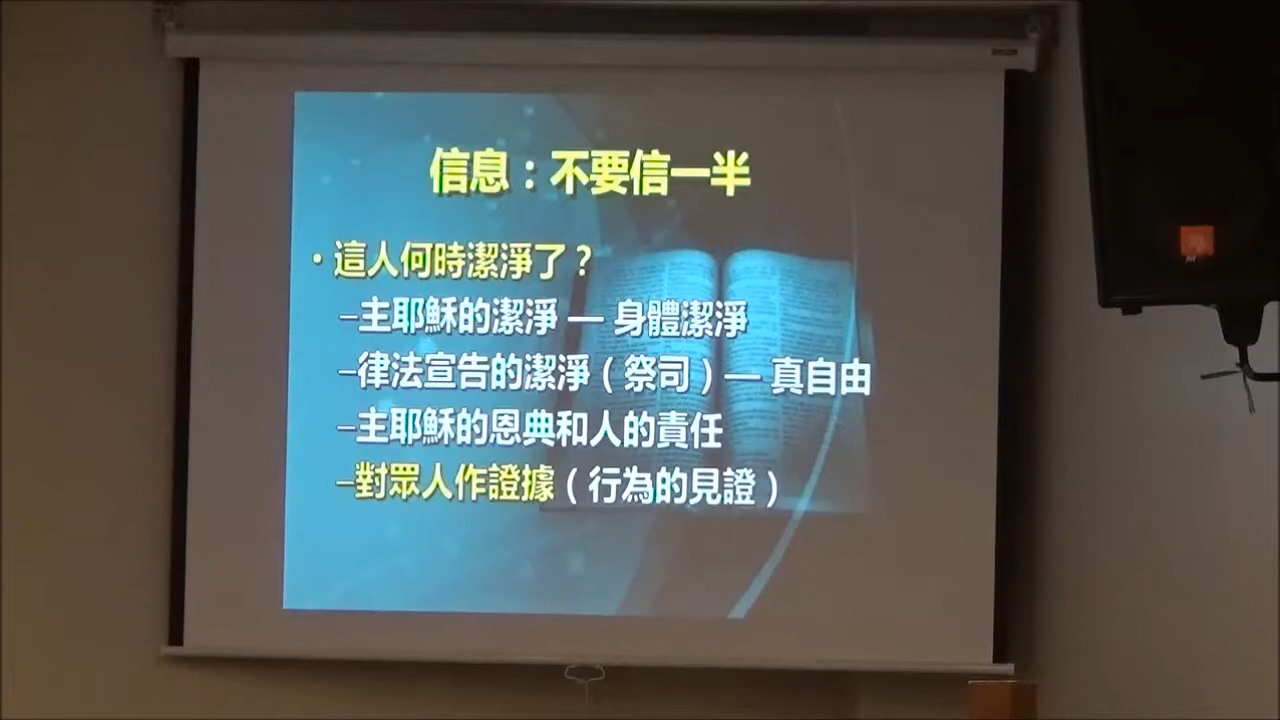 信息：不要信一半
•這人何時潔淨了？
–主耶穌的潔淨 — 身體潔淨
–律法宣告的潔淨（祭司）— 真自由
–主耶穌的恩典和人的責任
–對眾人作證據（行為的見證）